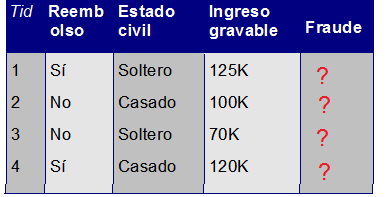 Tid Reemb olso Estado civil Ingreso gravable Fraude
1 Sí Soltero 125K ?
2 No Casado 100K ?
3 No Soltero 70K ?
4 Sí Casado 120K ?